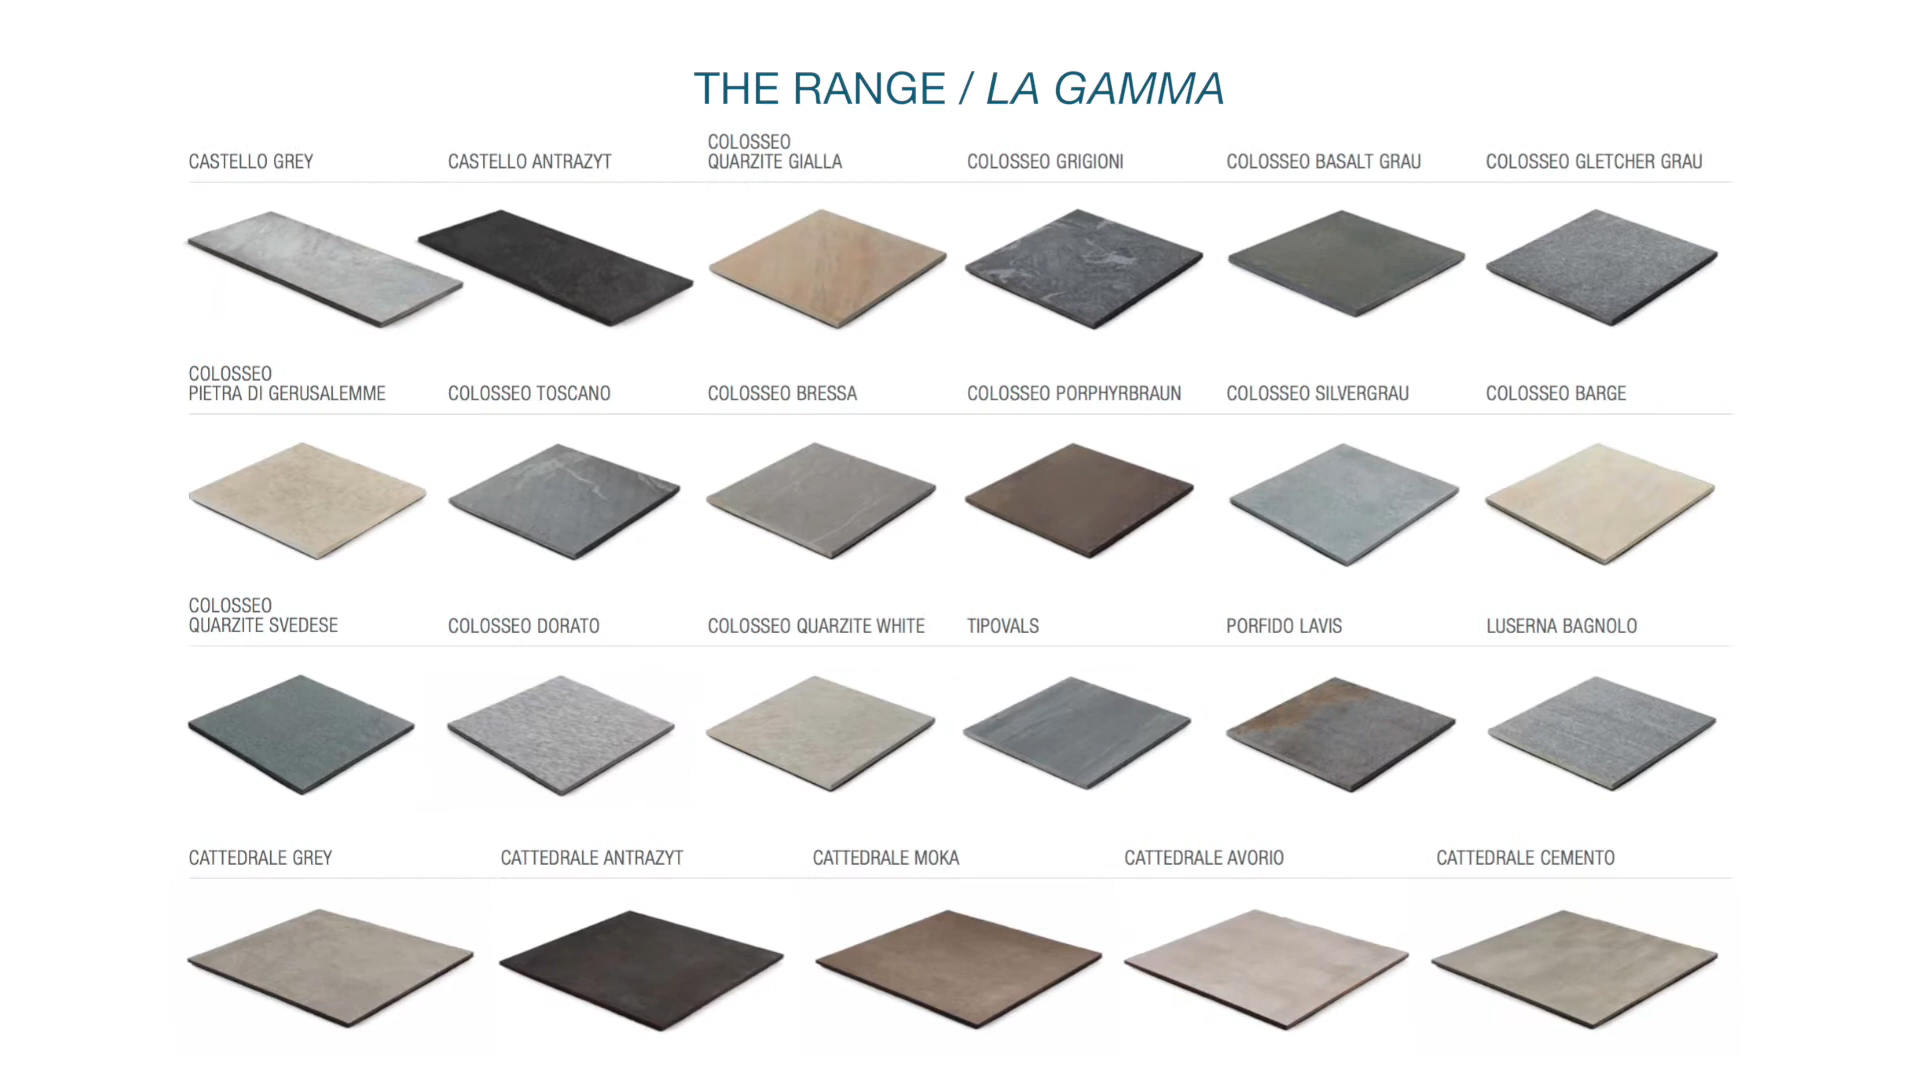 THE RANGE / LA GAMMA
CASTELLO GREY
CASTELLO ANTRAZYT
COLOSSEO
QUARZITE GIALLA
COLOSSEO GRIGIONI
COLOSSEO BASALT GRAU
COLOSSEO GLETCHER GRAU
COLOSSEO
PIETRA DI GERUSALEMME
COLOSSEO TOSCANO
COLOSSEO BRESSA
COLOSSEO PORPHYRBRAUN
COLOSSEO SILVERGRAU
COLOSSEO BARGE
COLOSSEO
QUARZITE SVEDESE
COLOSSEO DORATO
COLOSSEO QUARZITE WHITE
TIPOVALS
PORFIDO LAVIS
LUSERNA BAGNOLO
CATTEDRALE GREY
CATTEDRALE ANTRAZYT
CATTEDRALE MOKA
CATTEDRALE AVORIO
CATTEDRALE CEMENTO